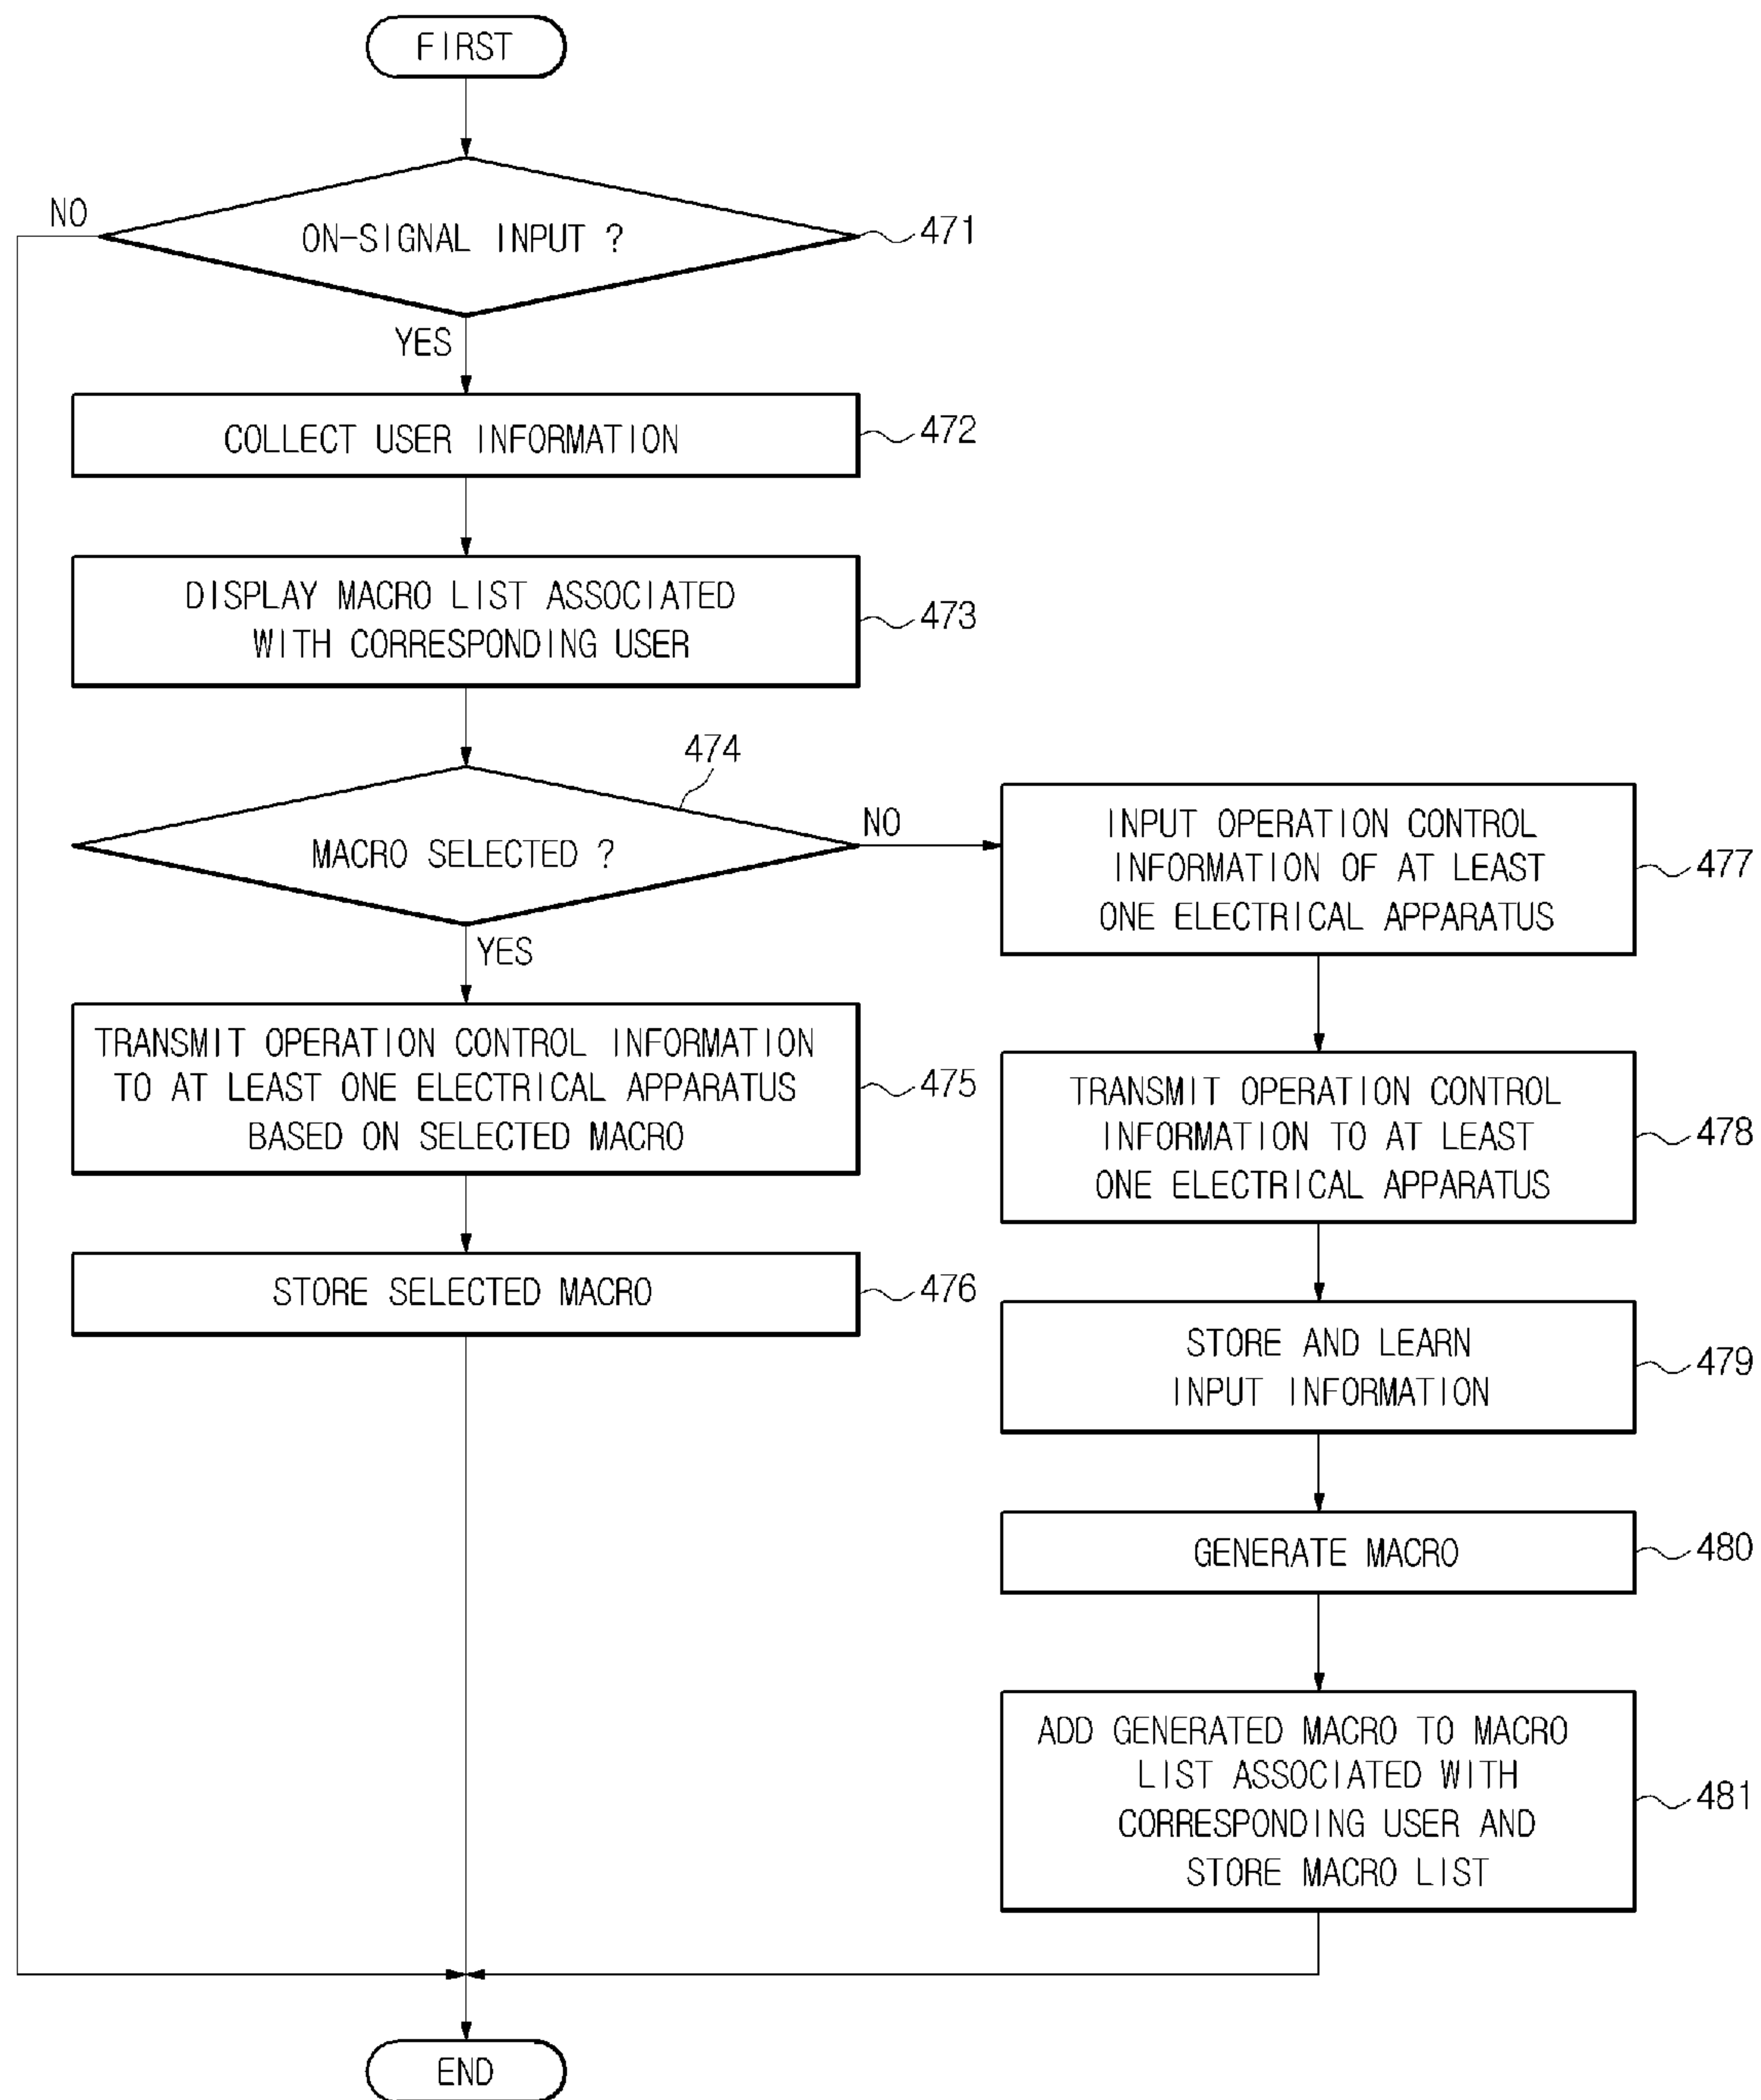 FIRST
NO
ON-SIGNAL INPUT ?
471
YES
COLLECT USER INFORMATION
472
DISPLAY MACRO LIST ASSOCIATED
WITH CORRESPONDING USER
473
474
MACRO SELECTED ?
NO
YES
TRANSMIT OPERATION CONTROL INFORMATION
TO AT LEAST ONE ELECTRICAL APPARATUS
BASED ON SELECTED MACRO
475
STORE SELECTED MACRO
476
INPUT OPERATION CONTROL
INFORMATION OF AT LEAST
ONE ELECTRICAL APPARATUS
477
TRANSMIT OPERATION CONTROL
INFORMATION TO AT LEAST
ONE ELECTRICAL APPARATUS
478
STORE AND LEARN
INPUT INFORMATION
479
GENERATE MACRO
480
ADD GENERATED MACRO TO MACRO
LIST ASSOCIATED WITH
CORRESPONDING USER AND
STORE MACRO LIST
481
END